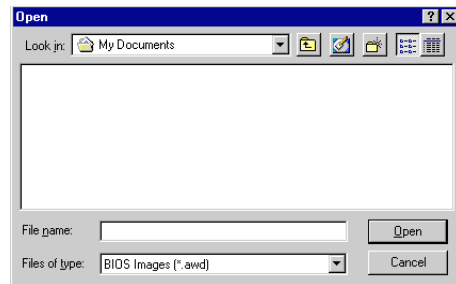 Open
Look in: My Documents
File name:
Open
Files of type: BIOS Images (*.awd)
Cancel